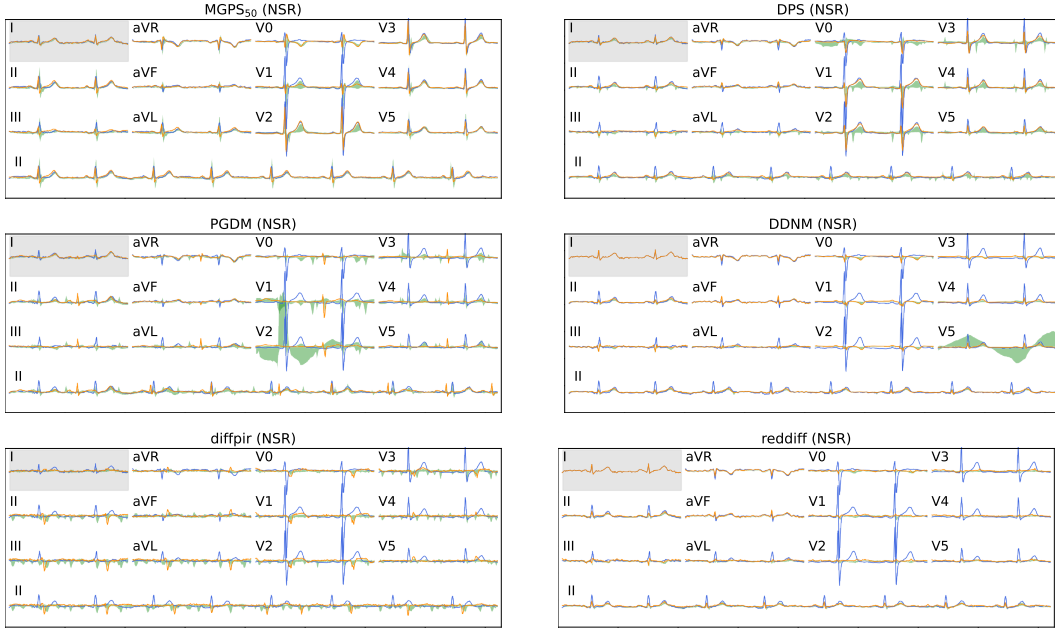 MGPS50 (NSR)
I aVR V0 V3
II aVF V1 V4
III aVL V2 V5
II
DPS (NSR)
I aVR V0 V3
II aVF V1 V4
III aVL V2 V5
II
PGDM (NSR)
I aVR V0 V3
II aVF V1 V4
III aVL V2 V5
II
DDNM (NSR)
I aVR V0 V3
II aVF V1 V4
III aVL V2 V5
II
diffpir (NSR)
I aVR V0 V3
II aVF V1 V4
III aVL V2 V5
II
reddiff (NSR)
I aVR V0 V3
II aVF V1 V4
III aVL V2 V5
II